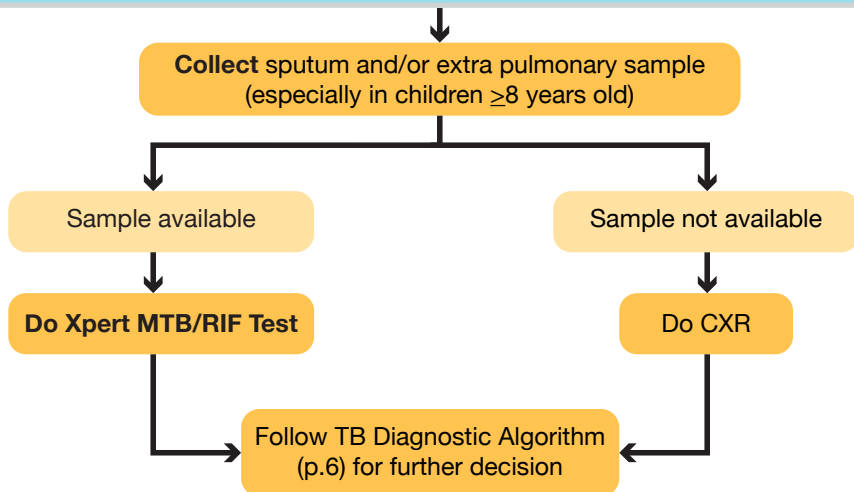 Collect sputum and/or extra pulmonary sample
(especially in children ≥8 years old)
Sample available
Sample not available
Do Xpert MTB/RIF Test
Do CXR
Follow TB Diagnostic Algorithm
(p.6) for further decision